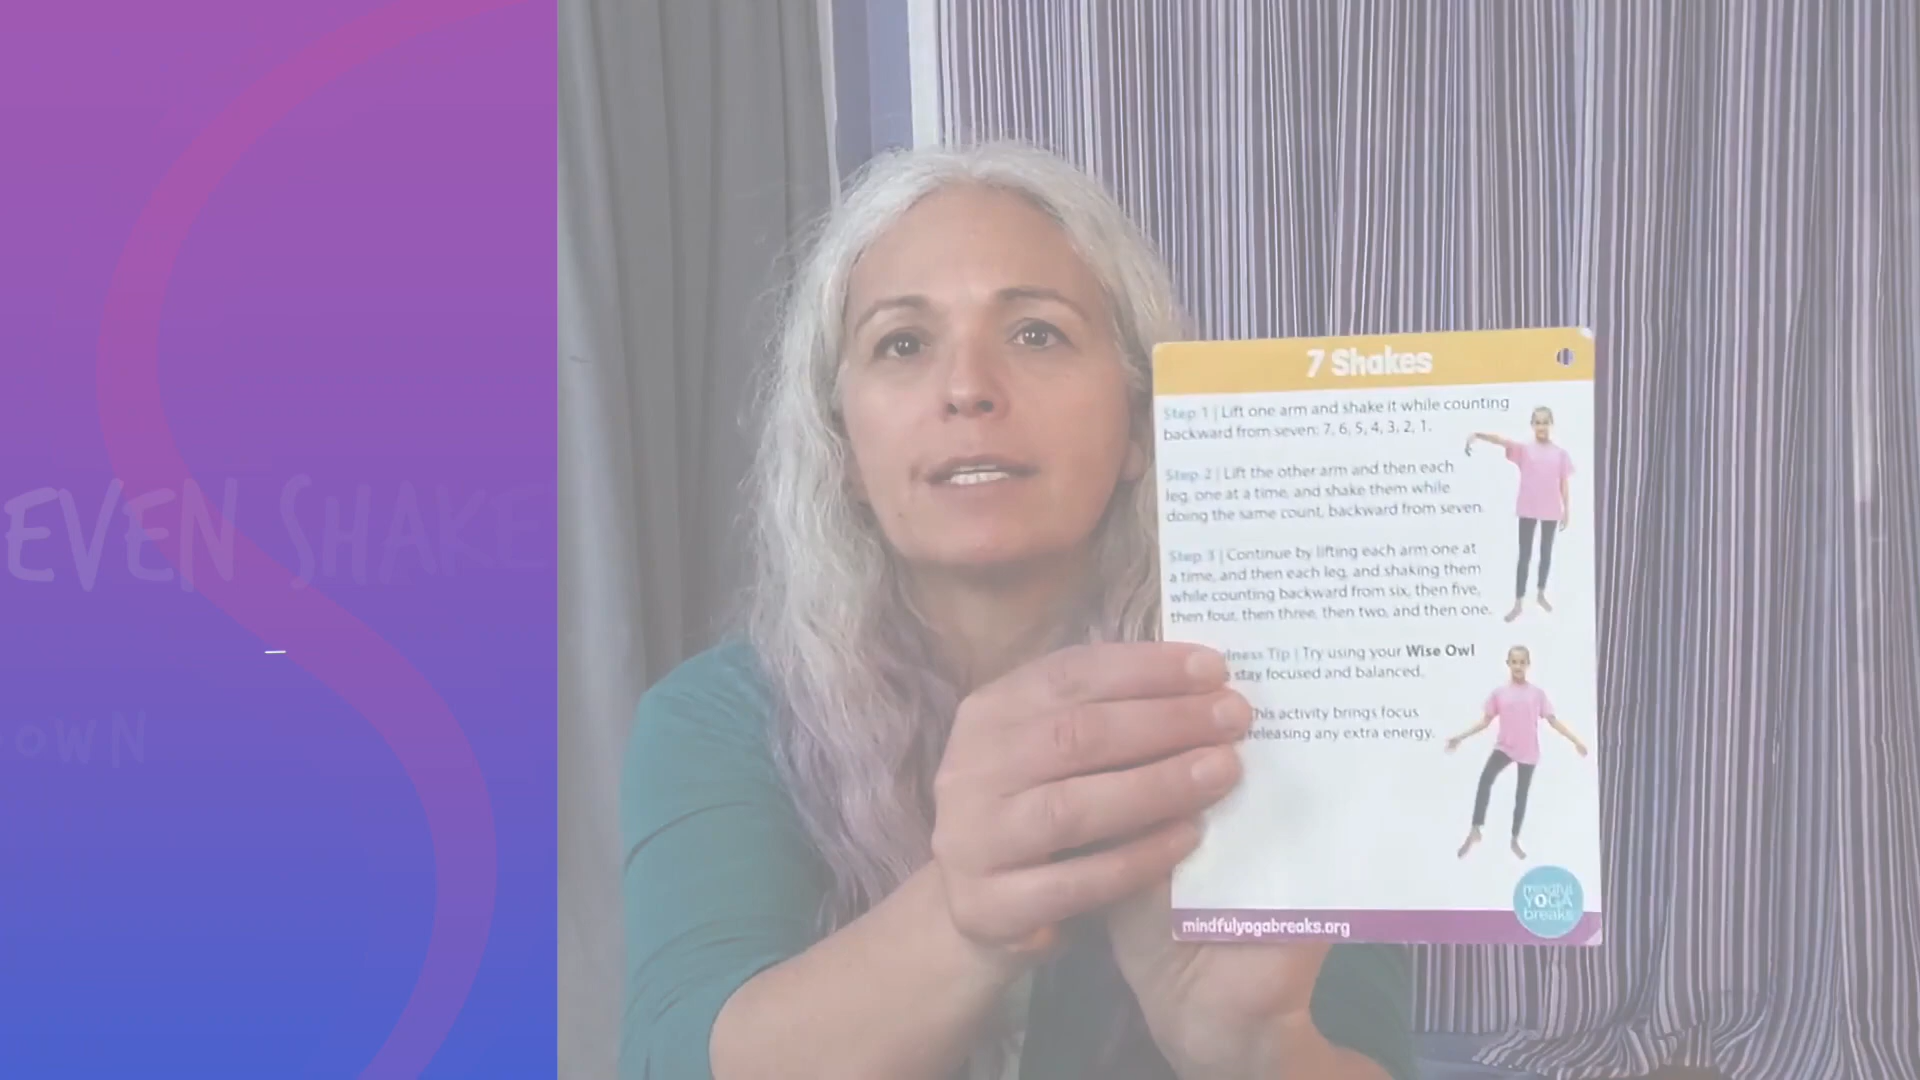 EVEN SHAKE
OWN
7 Shakes
Step 1 | Lift one arm and shake it while counting
backward from seven: 7, 6, 5, 4, 3, 2, 1.
Step 2 | Lift the other arm and then each
leg, one at a time, and shake them while
doing the same count, backward from seven.
Step 3 | Continue by lifting each arm one at
a time, and then each leg, and shaking them
while counting backward from six, then five,
then four, then three, then two, and then one.
lness Tip | Try using your Wise Owl
stay focused and balanced.
his activity brings focus
releasing any extra energy.
mindful
YOGA
breaks
mindfulyogabreaks.org